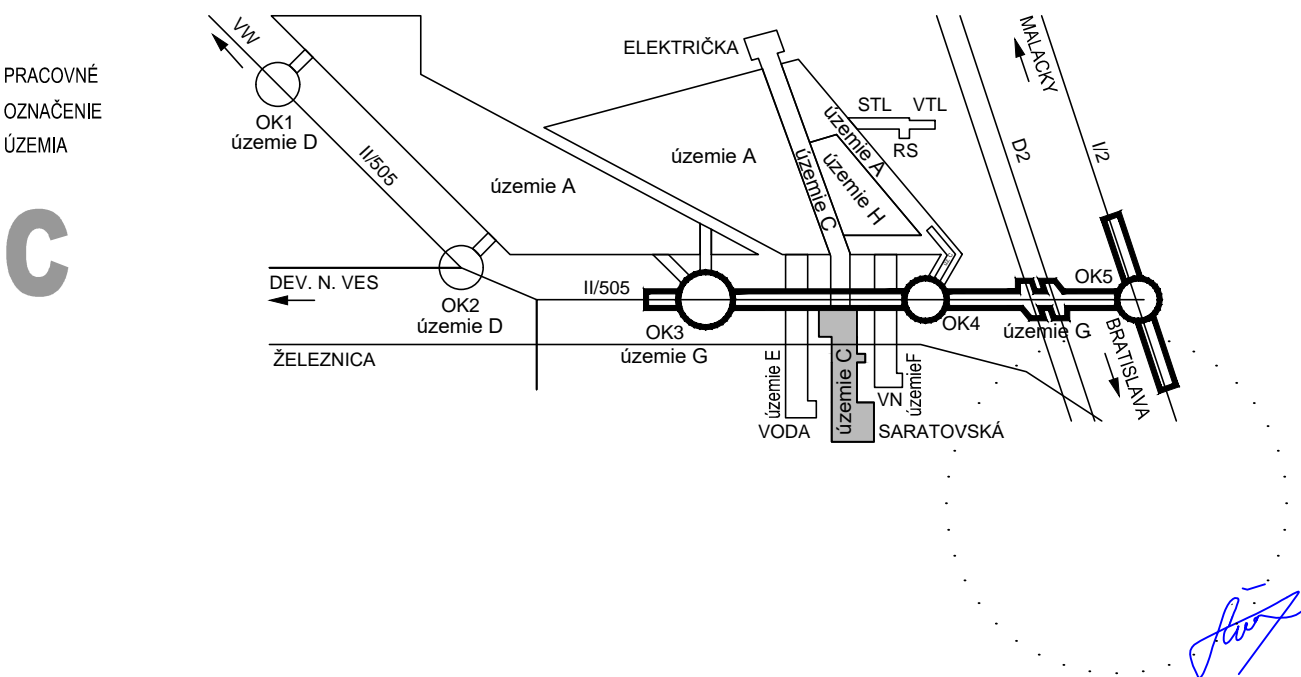 PRACOVNÉ
OZNAČENIE
ÚZEMIA
C
VW
OK1
územie D
II/505
OK2
územie D
DEV. N. VES
ŽELEZNICA
územie A
územie A
ELEKTRIČKA
územie C
územie A
územie H
STL VTL
RS
II/505
OK3
územie G
OK4
územie G
OK5
D2
I/2
MALACKY
BRATISLAVA
územie E
VODA
územie C
SARATOVSKÁ
VN
územieF